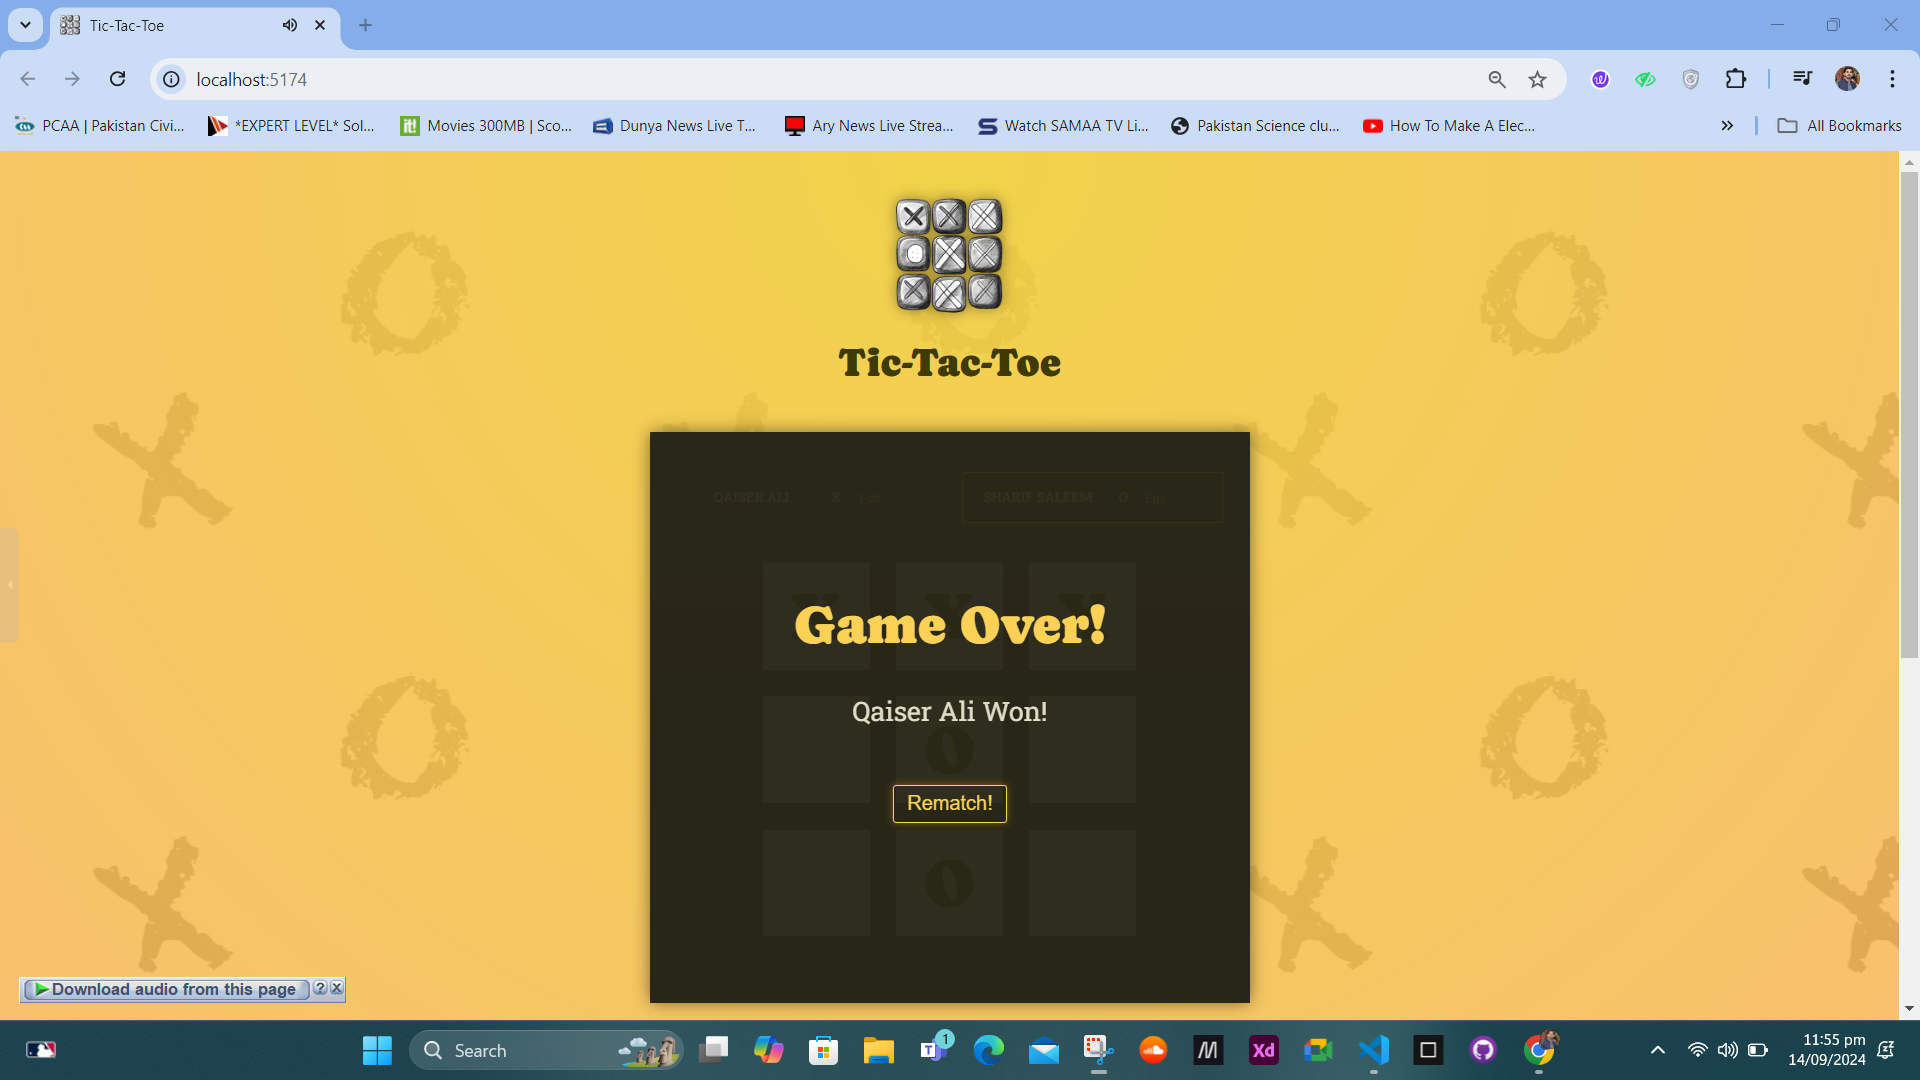 Tic-Tac-Toe
localhost:5174
PCAA | Pakistan Civi... *EXPERT LEVEL* Sol... Movies 300MB | Sco... Dunya News Live T... Ary News Live Strea... Watch SAMAA TV Li... Pakistan Science clu... How To Make A Elec... » All Bookmarks
Tic-Tac-Toe
QAISER ALI X Edit SHARIF SALEEM O Edit
X X X
Game Over!
Qaiser Ali Won!
O
Rematch!
O
Download audio from this page ?
Search
1
Xd
11:55 pm
14/09/2024